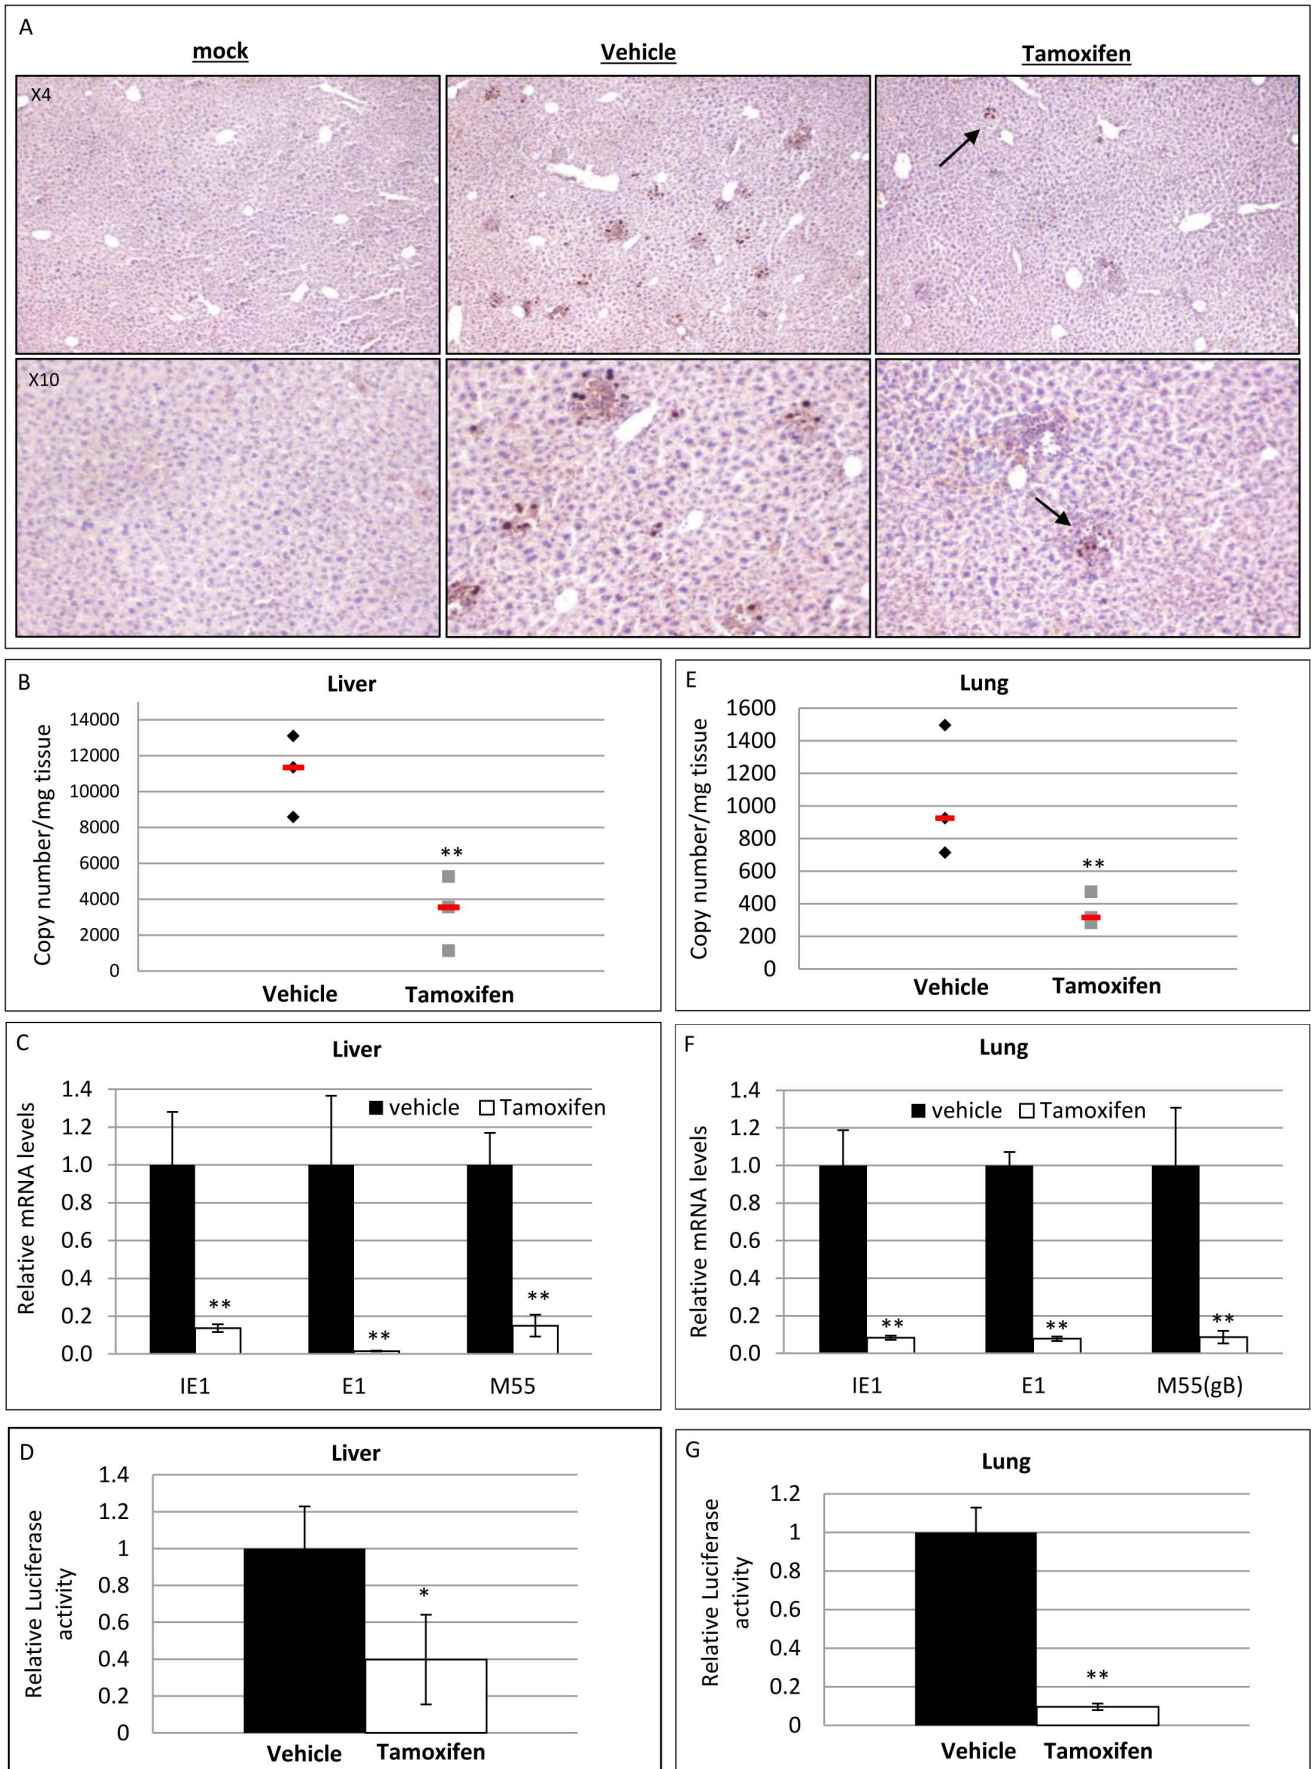 A
mock
Vehicle
Tamoxifen
X4
X10
B
Liver
Copy number/mg tissue
14000
12000
10000
8000
6000
4000
2000
0
**
Vehicle
Tamoxifen
E
Lung
Copy number/mg tissue
1600
1400
1200
1000
800
600
400
200
0
**
Vehicle
Tamoxifen
C
Liver
Relative mRNA levels
1.4
1.2
1.0
0.8
0.6
0.4
0.2
0.0
vehicle
Tamoxifen
**
**
**
IE1
E1
M55
F
Lung
Relative mRNA levels
1.4
1.2
1.0
0.8
0.6
0.4
0.2
0.0
vehicle
Tamoxifen
**
**
**
IE1
E1
M55(gB)
D
Liver
Relative Luciferase
activity
1.4
1.2
1
0.8
0.6
0.4
0.2
0
*
Vehicle
Tamoxifen
G
Lung
Relative Luciferase
activity
1.2
1
0.8
0.6
0.4
0.2
0
**
Vehicle
Tamoxifen